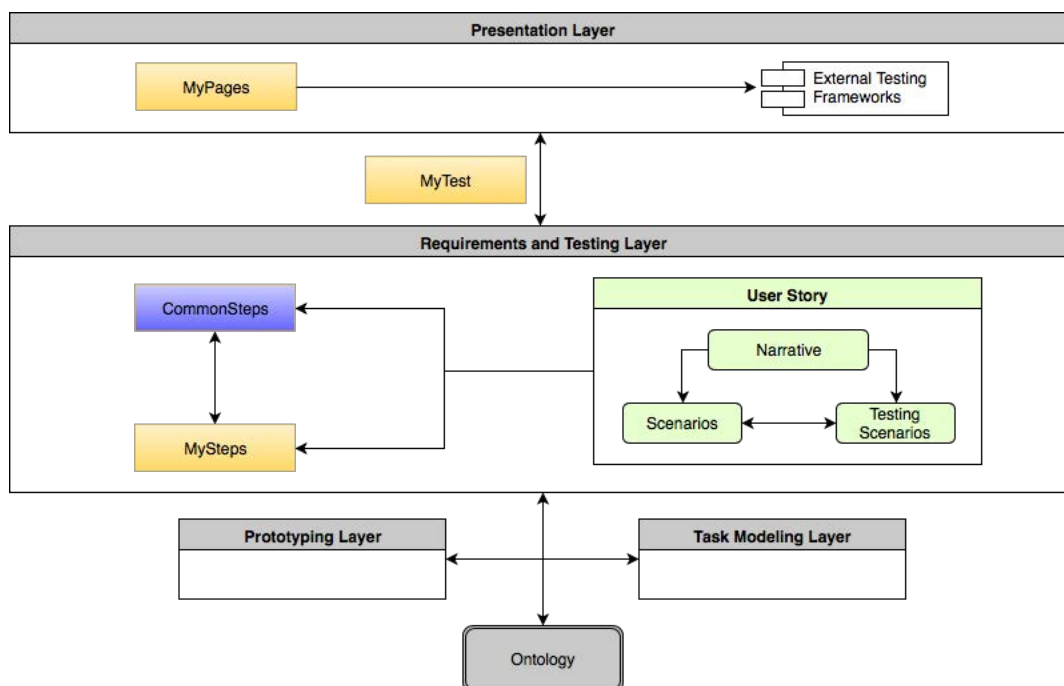 Presentation Layer
MyPages
External Testing
Frameworks
MyTest
Requirements and Testing Layer
CommonSteps
User Story
Narrative
Scenarios
Testing
Scenarios
MySteps
Prototyping Layer
Task Modeling Layer
Ontology